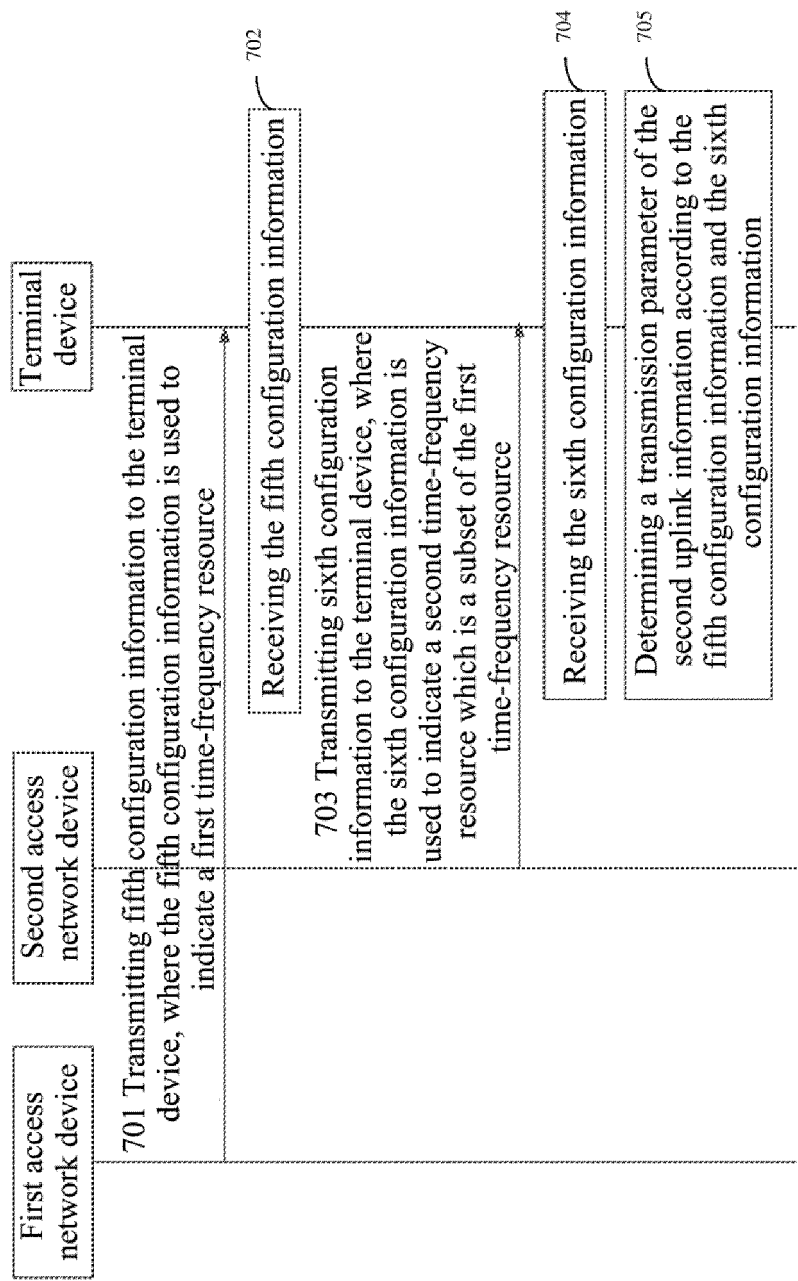 First access
network device
Second access
network device
Terminal
device
701 Transmitting fifth configuration information to the terminal
device, where the fifth configuration information is used to
indicate a first time-frequency resource
702
Receiving the fifth configuration information
703 Transmitting sixth configuration
information to the terminal device, where
the sixth configuration information is
used to indicate a second time-frequency
resource which is a subset of the first
time-frequency resource
704
Receiving the sixth configuration information
705
Determining a transmission parameter of the
second uplink information according to the
fifth configuration information and the sixth
configuration information